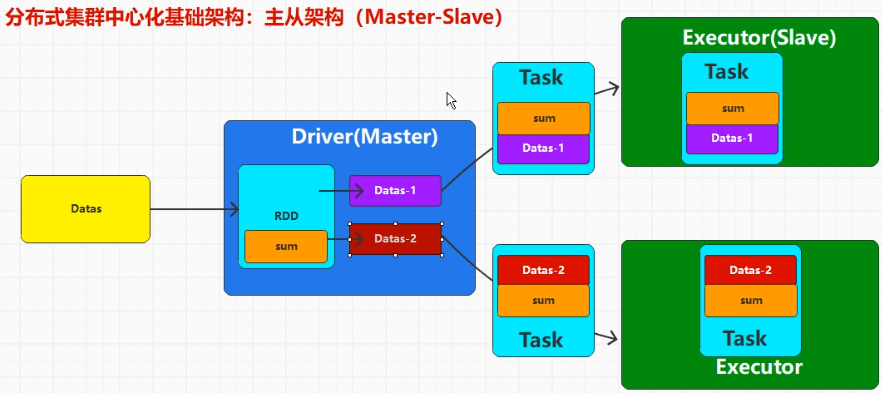 分布式集群中心化基础架构：主从架构（Master-Slave）
Datas
Driver(Master)
RDD
sum
Datas-1
Datas-2
Task
sum
Datas-1
Executor(Slave)
Task
sum
Datas-1
Datas-2
sum
Task
Datas-2
sum
Task
Executor